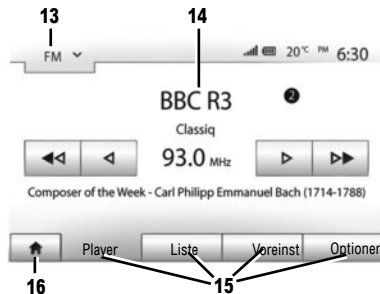 13
14
FM
20°C PM 6:30
BBC R3
2
Classiq
93.0 MHz
Composer of the Week - Carl Philipp Emmanuel Bach (1714-1788)
Player Liste Voreinst Optionen
16
15